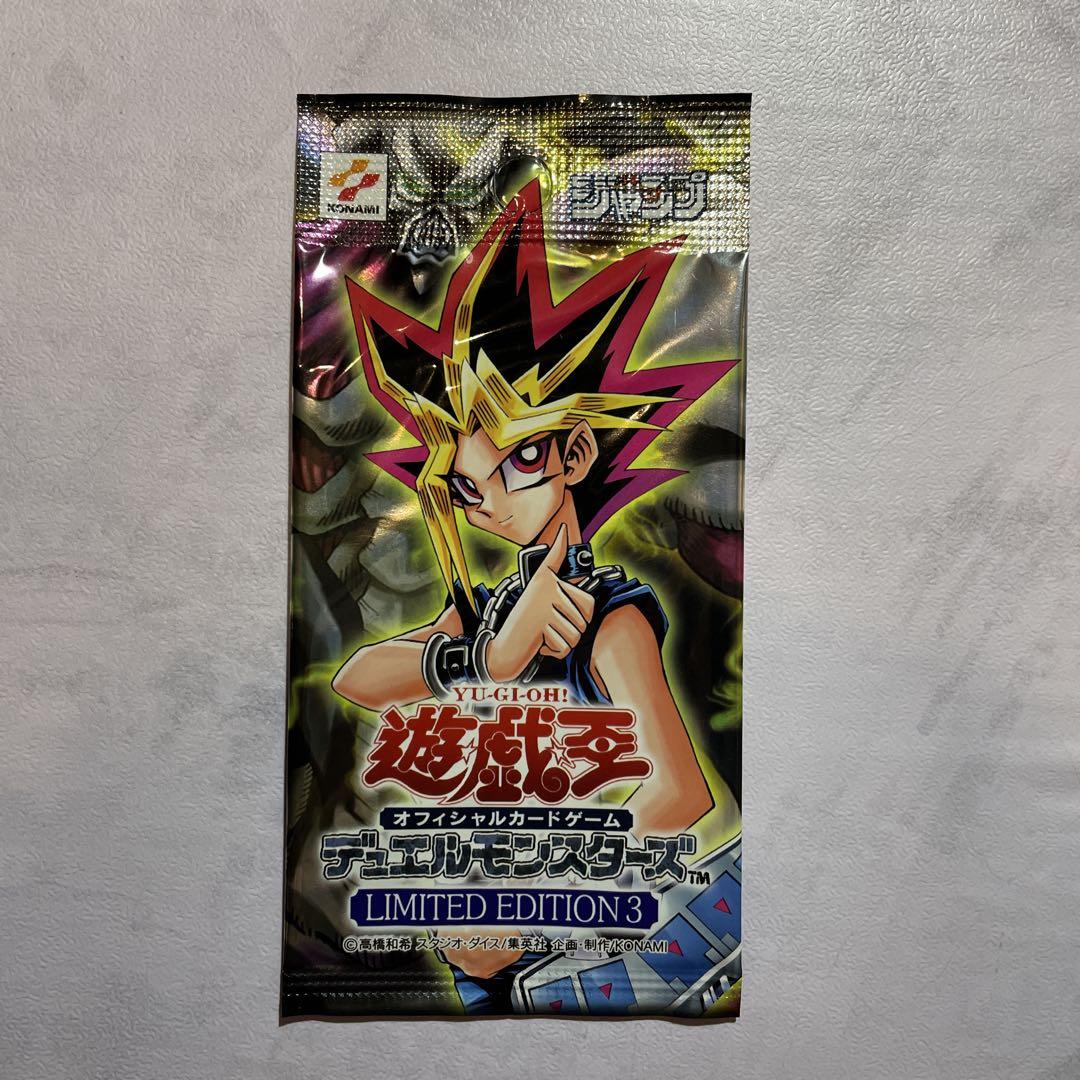 KONAMI
ジャンプ
YU-GI-OH!
遊☆戯☆王
オフィシャルカードゲーム
デュエルモンスターズ™
LIMITED EDITION 3
©高橋和希 スタジオ・ダイス/集英社 企画・制作/KONAMI